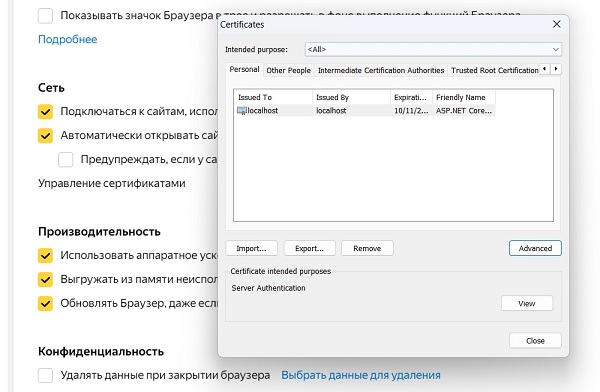 Показывать значок Браузера в трее и разрешать в фоне выполнение функций Браузера
Подробнее
Сеть
Подключаться к сайтам, испол
Автоматически открывать сай
Предупреждать, если у са
Управление сертификатами
Производительность
Использовать аппаратное уск
Выгружать из памяти неиспол
Обновлять Браузер, даже если
Конфиденциальность
Удалять данные при закрытии браузера Выбрать данные для удаления
Certificates
Intended purpose: <All>
Personal Other People Intermediate Certification Authorities Trusted Root Certification
Issued To Issued By Expirati... Friendly Name
localhost localhost 10/11/2... ASP.NET Core...
Import... Export... Remove Advanced
Certificate intended purposes
Server Authentication
View
Close